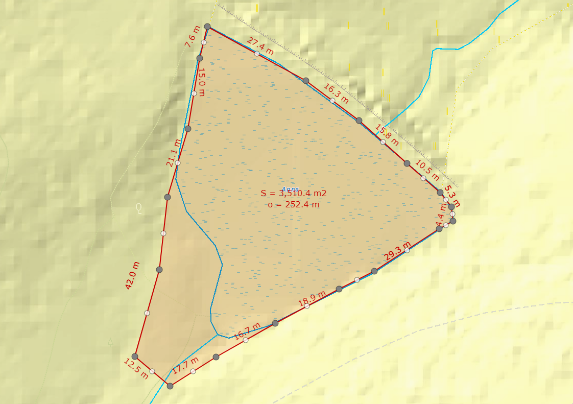 7.6 m
27.4 m
15.0 m
16.3 m
15.8 m
21.1 m
10.5 m
5.3 m
S = 3,510.4 m2
o = 252.4 m
4.4 m
29.3 m
42.0 m
18.9 m
16.2 m
17.7 m
12.5 m